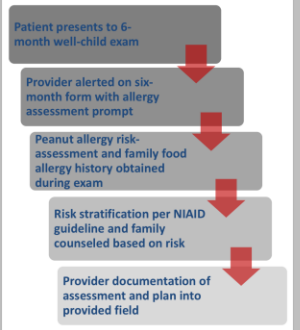 Patient presents to 6-
month well-child exam
Provider alerted on six-
month form with allergy
assessment prompt
Peanut allergy risk-
assessment and family food
allergy history obtained
during exam
Risk stratification per NIAID
guideline and family
counseled based on risk
Provider documentation of
assessment and plan into
provided field